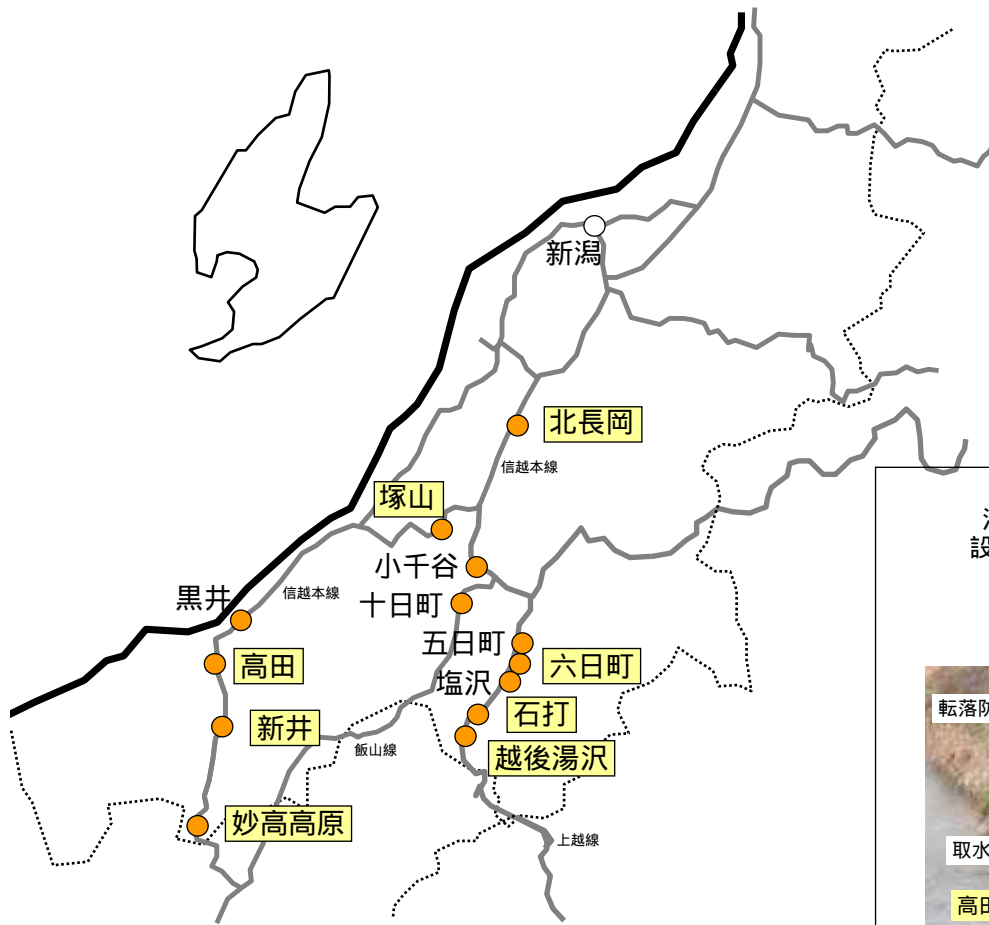 新潟
北長岡
信越本線
塚山
小千谷
十日町
黒井
信越本線
五日町
高田
六日町
塩沢
石打
新井
飯山線
越後湯沢
妙高高原
上越線
設
転落防
取水
高田